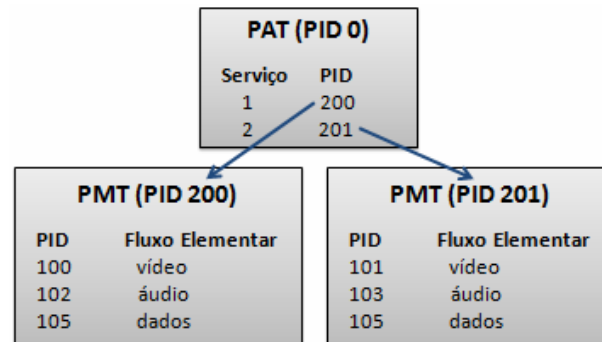 PAT (PID 0)
Serviço PID
1 200
2 201
PMT (PID 200)
PID Fluxo Elementar
100 vídeo
102 áudio
105 dados
PMT (PID 201)
PID Fluxo Elementar
101 vídeo
103 áudio
105 dados